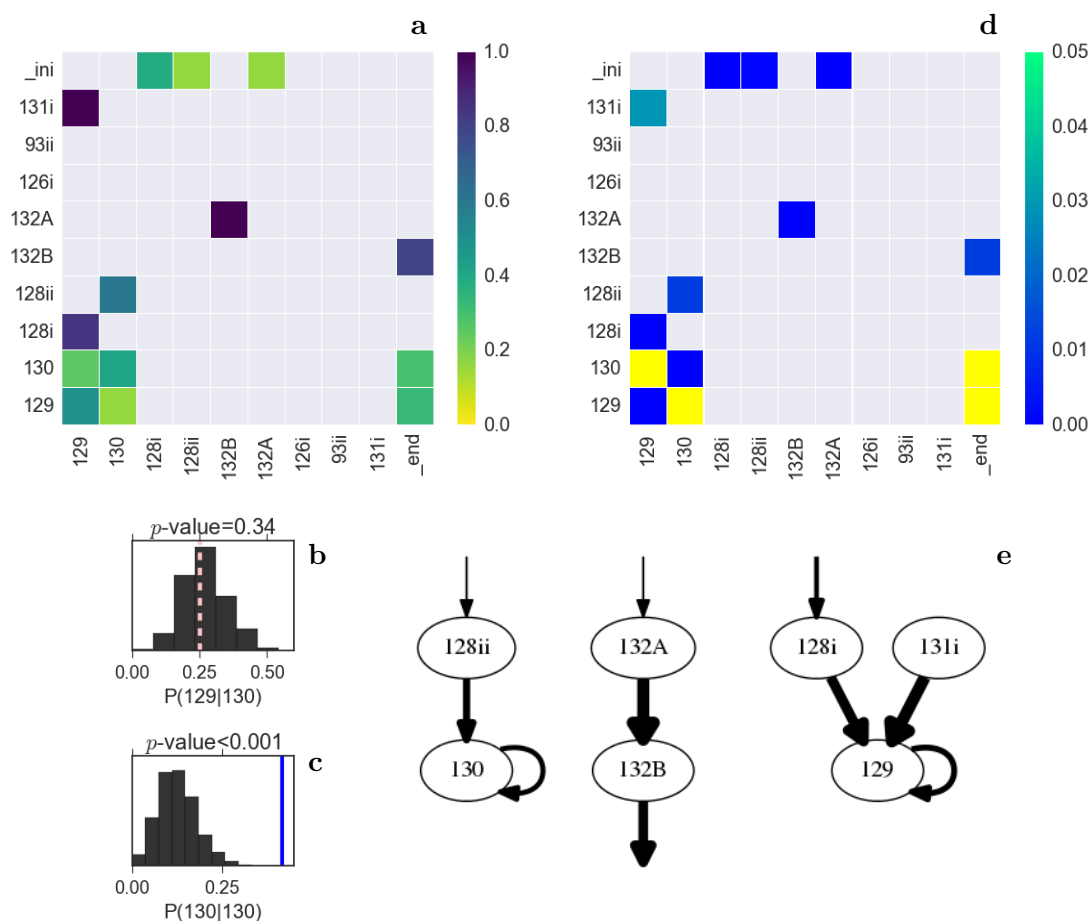 a
_ini
131i
93ii
126i
132A
132B
128ii
128i
130
129
129
130
128i
128ii
132B
132A
126i
93ii
131i
_end
1.0
0.8
0.6
0.4
0.2
0.0
d
_ini
131i
93ii
126i
132A
132B
128ii
128i
130
129
129
130
128i
128ii
132B
132A
126i
93ii
131i
_end
0.05
0.04
0.03
0.02
0.01
0.00
p-value=0.34
b
0.00
0.25
0.50
P(129|130)
p-value<0.001
c
0.00
0.25
P(130|130)
e
128ii
132A
128i
131i
130
132B
129